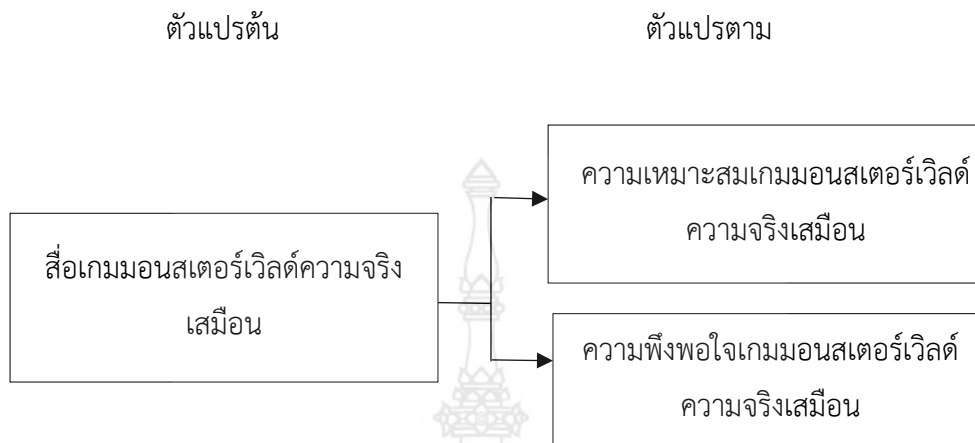 ตัวแปรต้น
ตัวแปรตาม
สื่อเกมมอนสเตอร์เวิลด์ความจริง
เสมือน
ความเหมาะสมเกมมอนสเตอร์เวิลด์
ความจริงเสมือน
ความพึงพอใจเกมมอนสเตอร์เวิลด์
ความจริงเสมือน